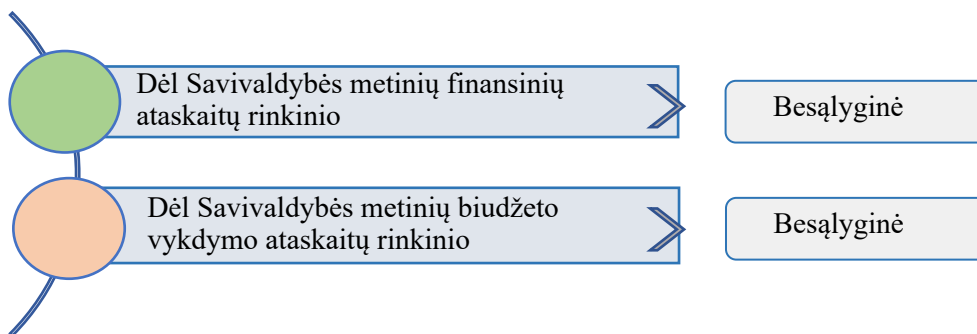 Dėl Savivaldybės metinių finansinių
ataskaitų rinkinio
Besąlyginė
Dėl Savivaldybės metinių biudžeto
vykdymo ataskaitų rinkinio
Besąlyginė